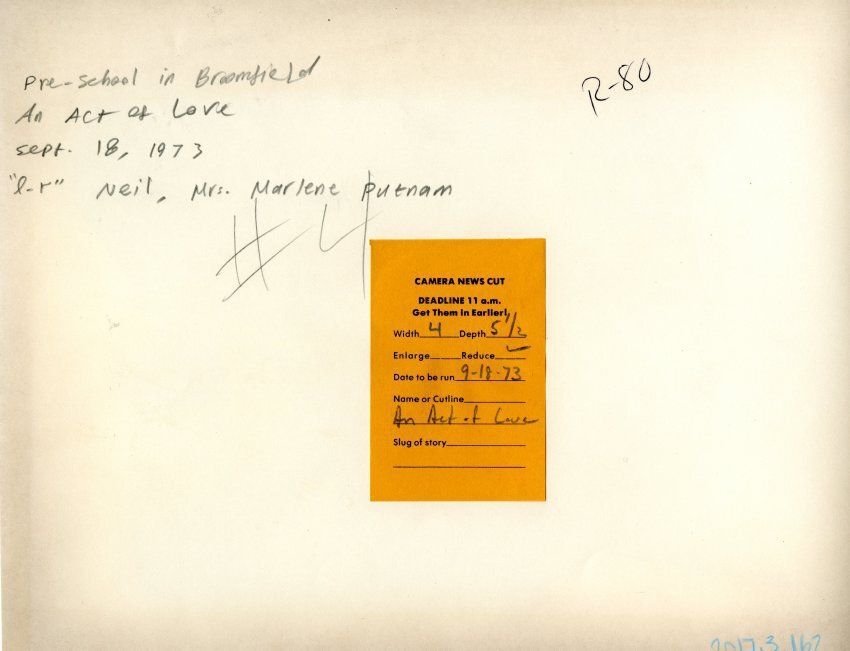 Pre-school in Broomfield
An Act of Love
Sept. 18, 1973
"l-r" Neil, Mrs. Marlene Putnam
#4
R-80
CAMERA NEWS CUT
DEADLINE 11 a.m.
Get Them In Earlier!
Width 4 Depth 5 1/2
Enlarge Reduce ✓
Date to be run 9-18-73
Name or Cutline
An Act of Love
Slug of story
2017.3.162